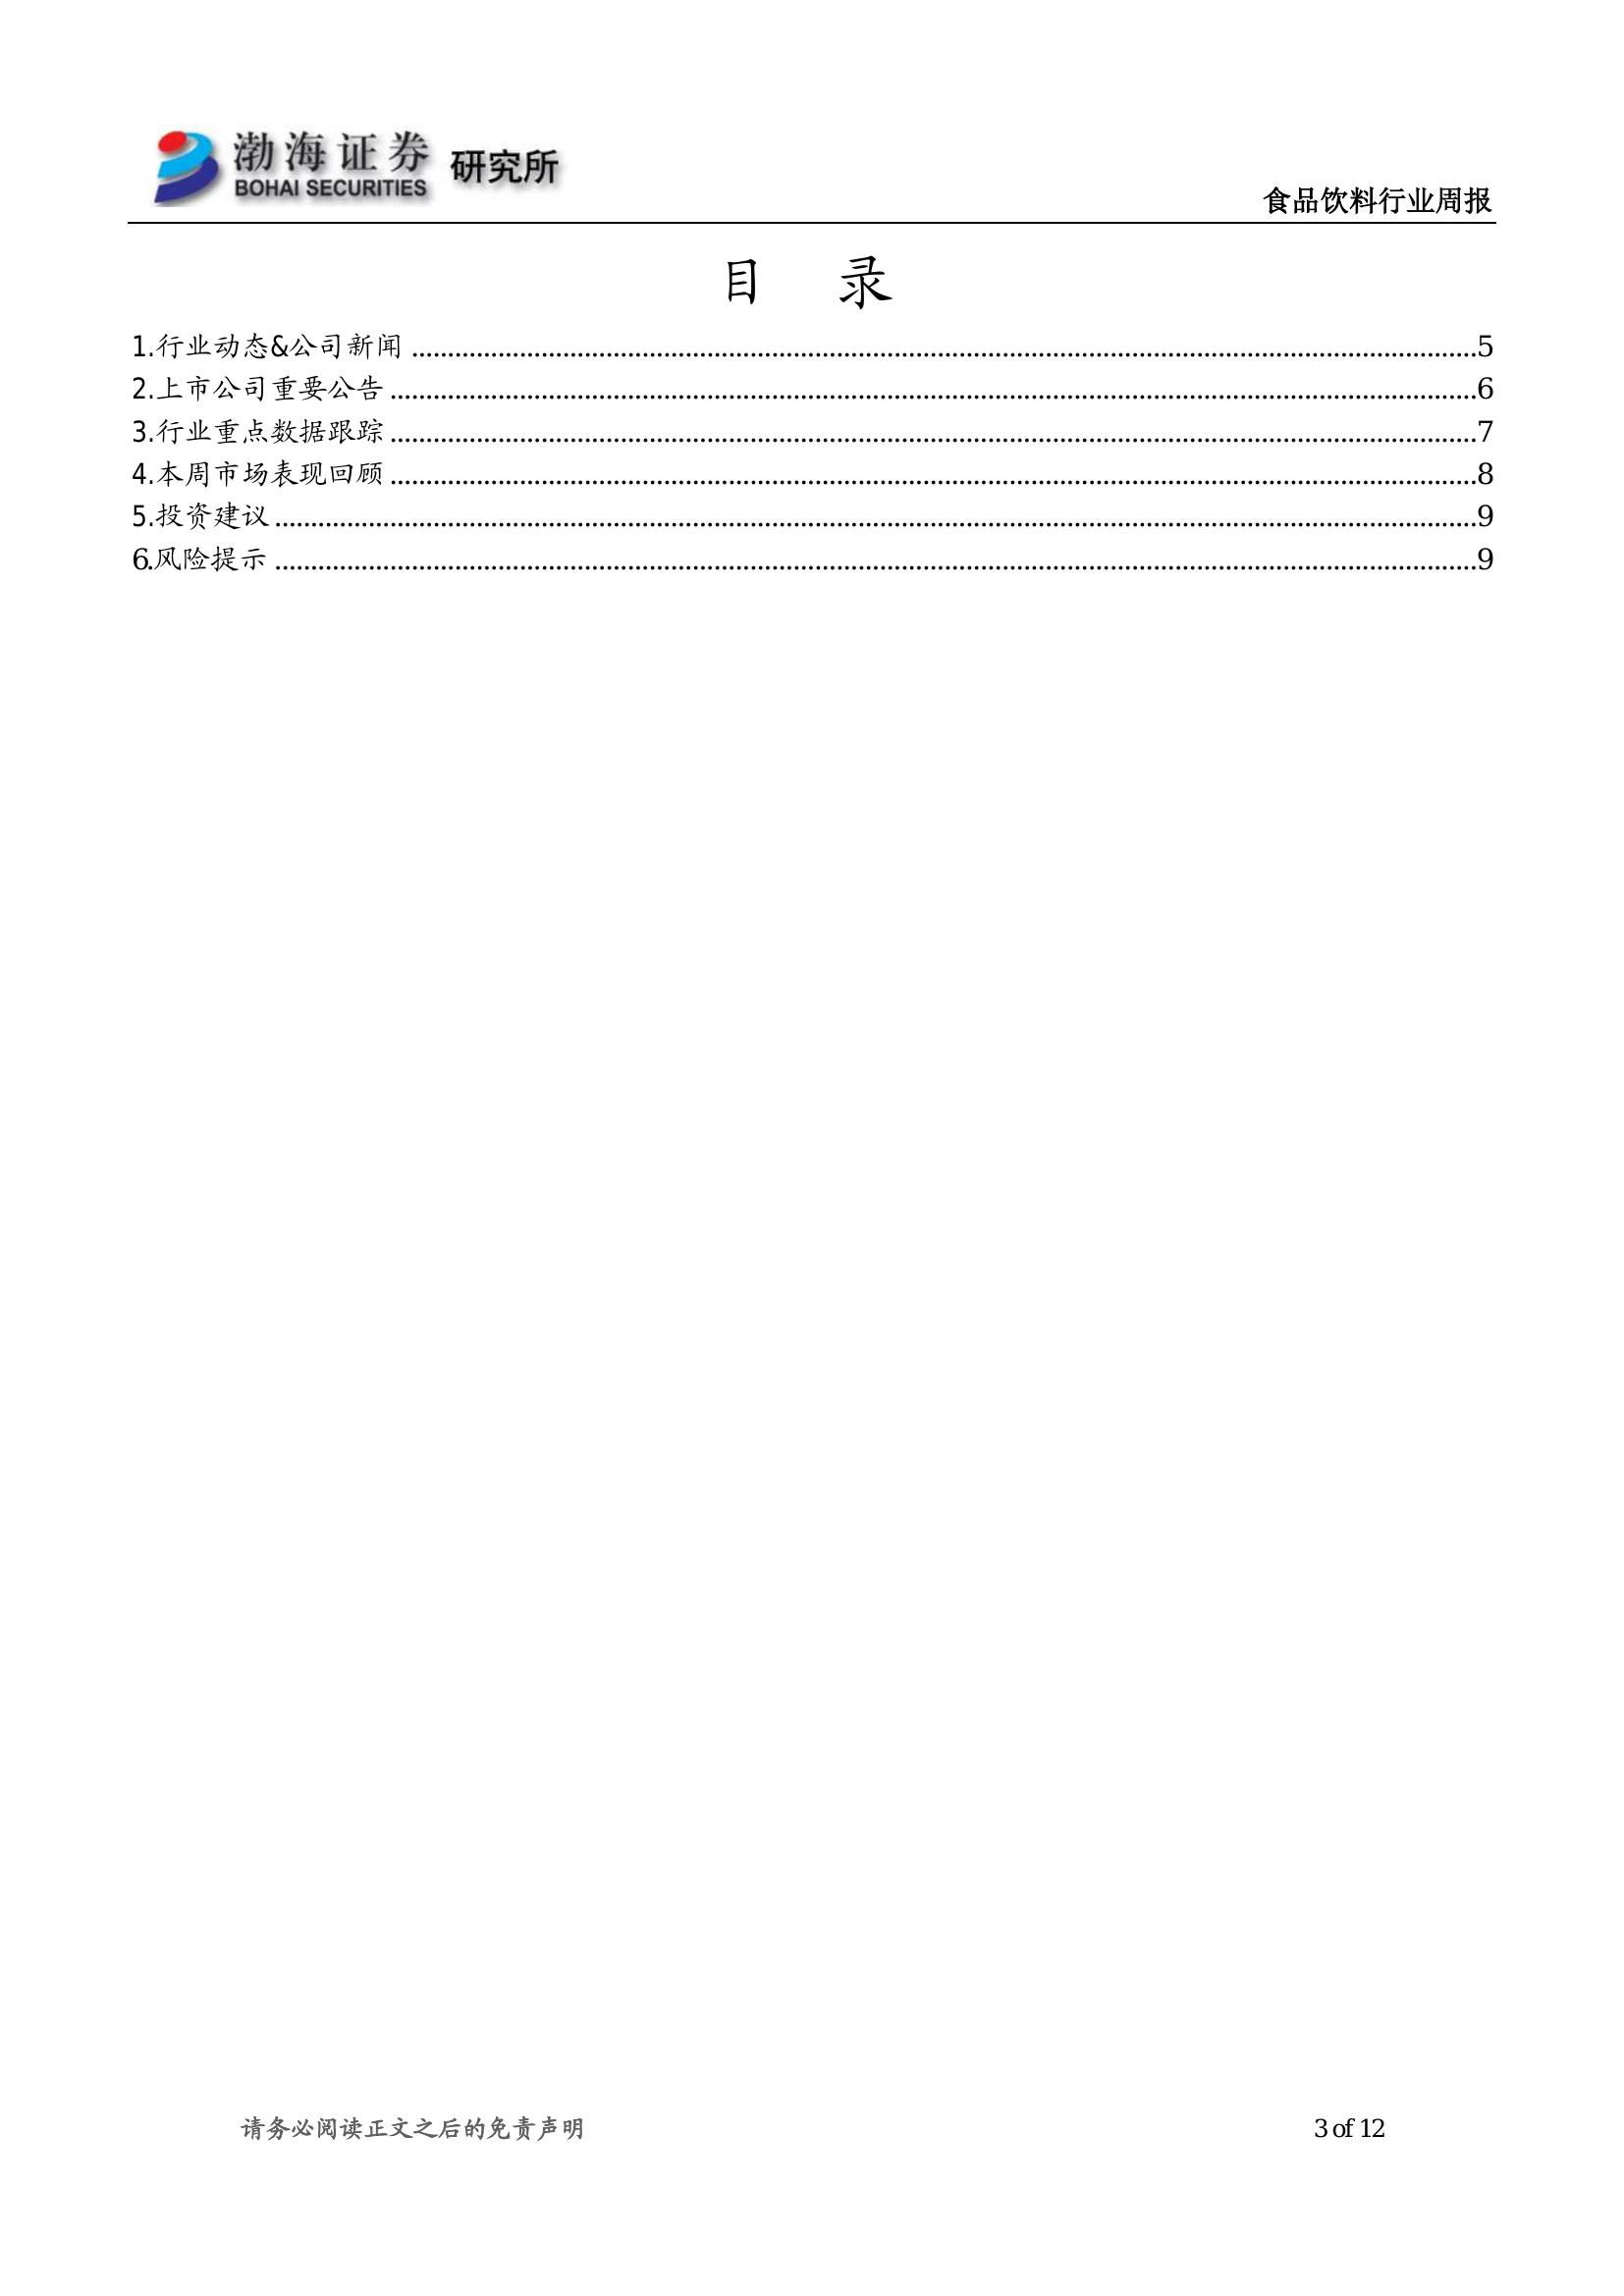 渤海证券 研究所
BOHAI SECURITIES
食品饮料行业周报
目 录
1.行业动态&公司新闻 ........................................ 5
2.上市公司重要公告 ........................................ 6
3.行业重点数据跟踪 ........................................ 7
4.本周市场表现回顾 ........................................ 8
5.投资建议 ........................................ 9
6.风险提示 ........................................ 9
请务必阅读正文之后的免责声明 3 of 12